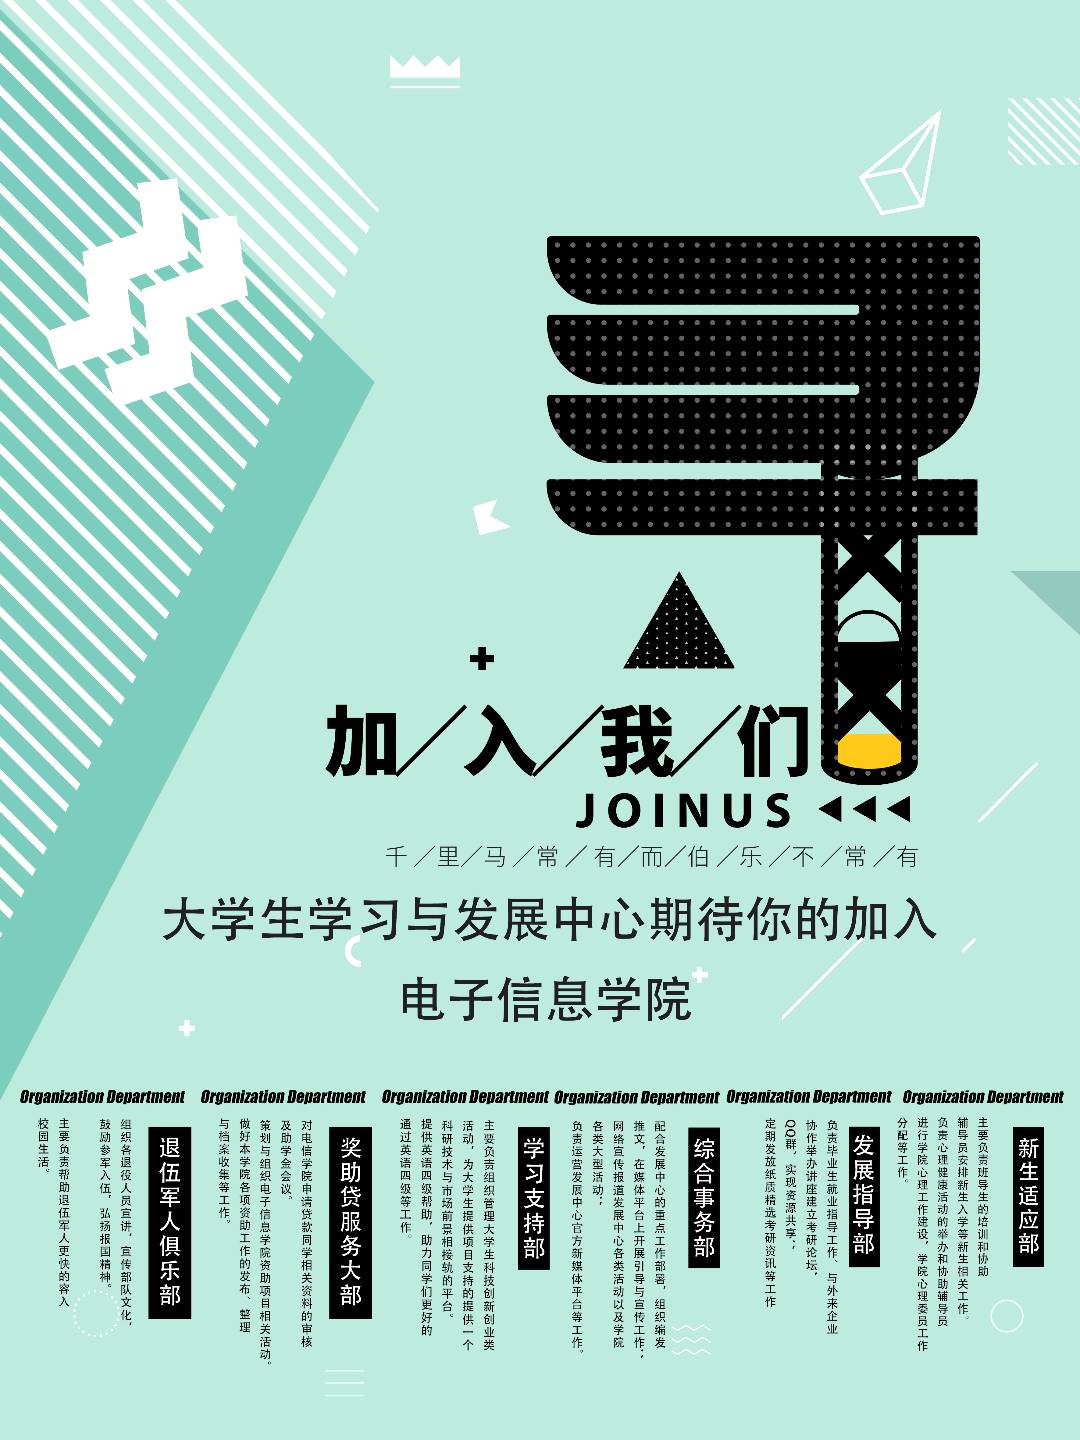 寻
加入我们
JOINUS
千/里/马/常/有/而/伯/乐/不/常/有
大学生学习与发展中心期待你的加入
电子信息学院
Organization Department
Organization Department
Organization Department
Organization Department
Organization Department
Organization Department
新生适应部
主要负责班导生的培训和协助
辅导员安排新生入学等新生相关工作。
负责心理健康活动的举办和协助辅导员
进行学院心理工作建设，学院心理委员工作
分配等工作。
发展指导部
负责毕业生就业指导工作、与外来企业
协作举办讲座建立考研论坛，
QQ群，实现资源共享；
定期发放纸质精选考研资讯等工作
综合事务部
配合发展中心的重点工作部署，组织编发
推文，在媒体平台上开展引导与宣传工作；
网络宣传报道发展中心各类活动以及学院
各类大型活动；
负责运营发展中心官方新媒体平台等工作。
学习支持部
主要负责组织管理大学生科技创新创业类
活动，为大学生提供项目支持的提供一个
科研技术与市场前景相接轨的平台。
提供英语四级帮助，助力同学们更好的
通过英语四级等工作。
奖助贷服务大部
对电信学院申请贷款同学相关资料的审核
及助学金会议。
策划与组织电子信息学院资助项目相关活动。
做好本学院各项资助工作的发布、整理
与档案收集等工作。
退伍军人俱乐部
组织各退役人员宣讲，宣传部队文化，
鼓励参军入伍，弘扬报国精神。
主要负责帮助退伍军人更快的容入
校园生活。